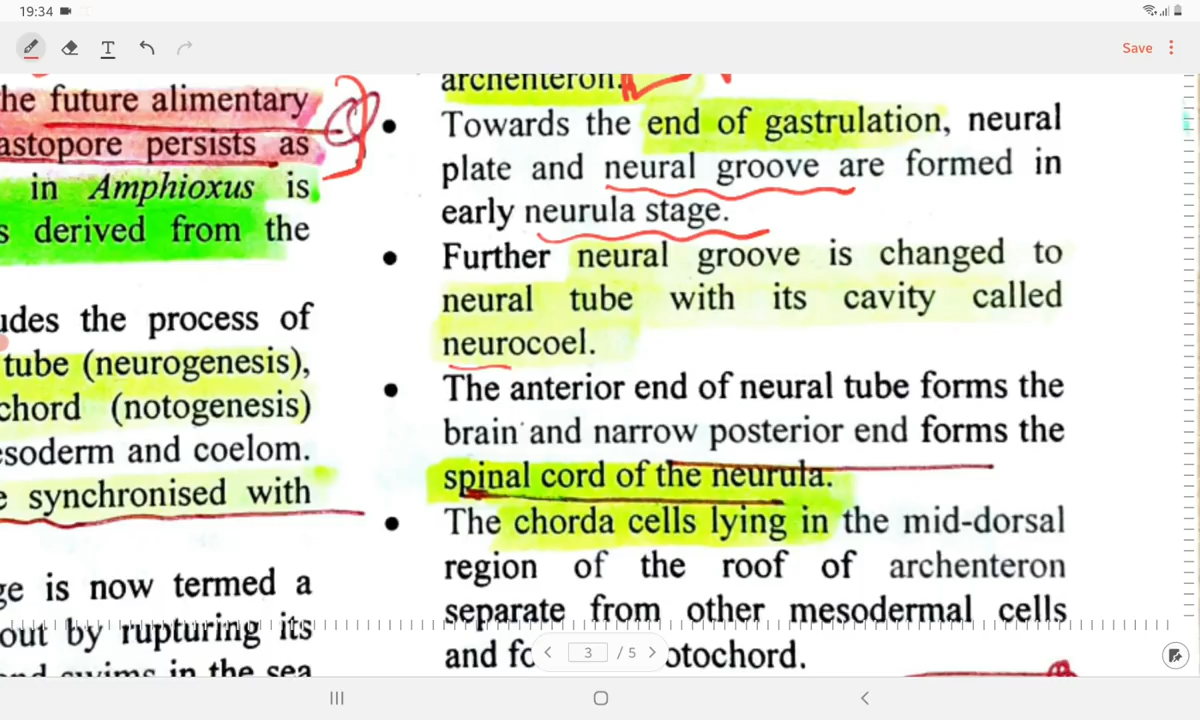 19:34
Save
he future alimentary
astopore persists as
in Amphioxus is
s derived from the
udes the process of
tube (neurogenesis),
chord (notogenesis)
esoderm and coelom.
e synchronised with
ge is now termed a
out by rupturing its
nd swims in the sea
archenteron.
• Towards the end of gastrulation, neural
plate and neural groove are formed in
early neurula stage.
• Further neural groove is changed to
neural tube with its cavity called
neurocoel.
• The anterior end of neural tube forms the
brain and narrow posterior end forms the
spinal cord of the neurula.
• The chorda cells lying in the mid-dorsal
region of the roof of archenteron
separate from other mesodermal cells
and fo otochord.
3 / 5